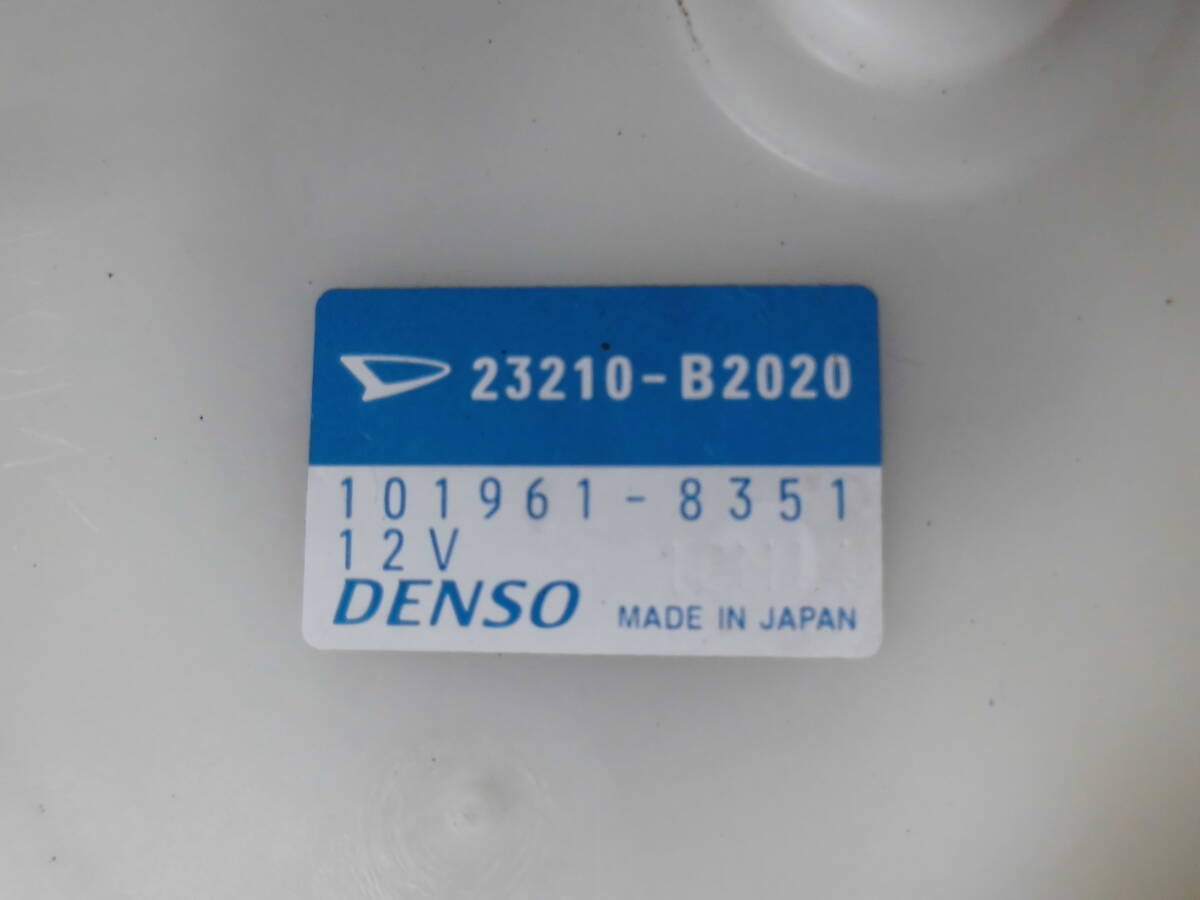 23210-B2020
101961-8351
12V
DENSO MADE IN JAPAN